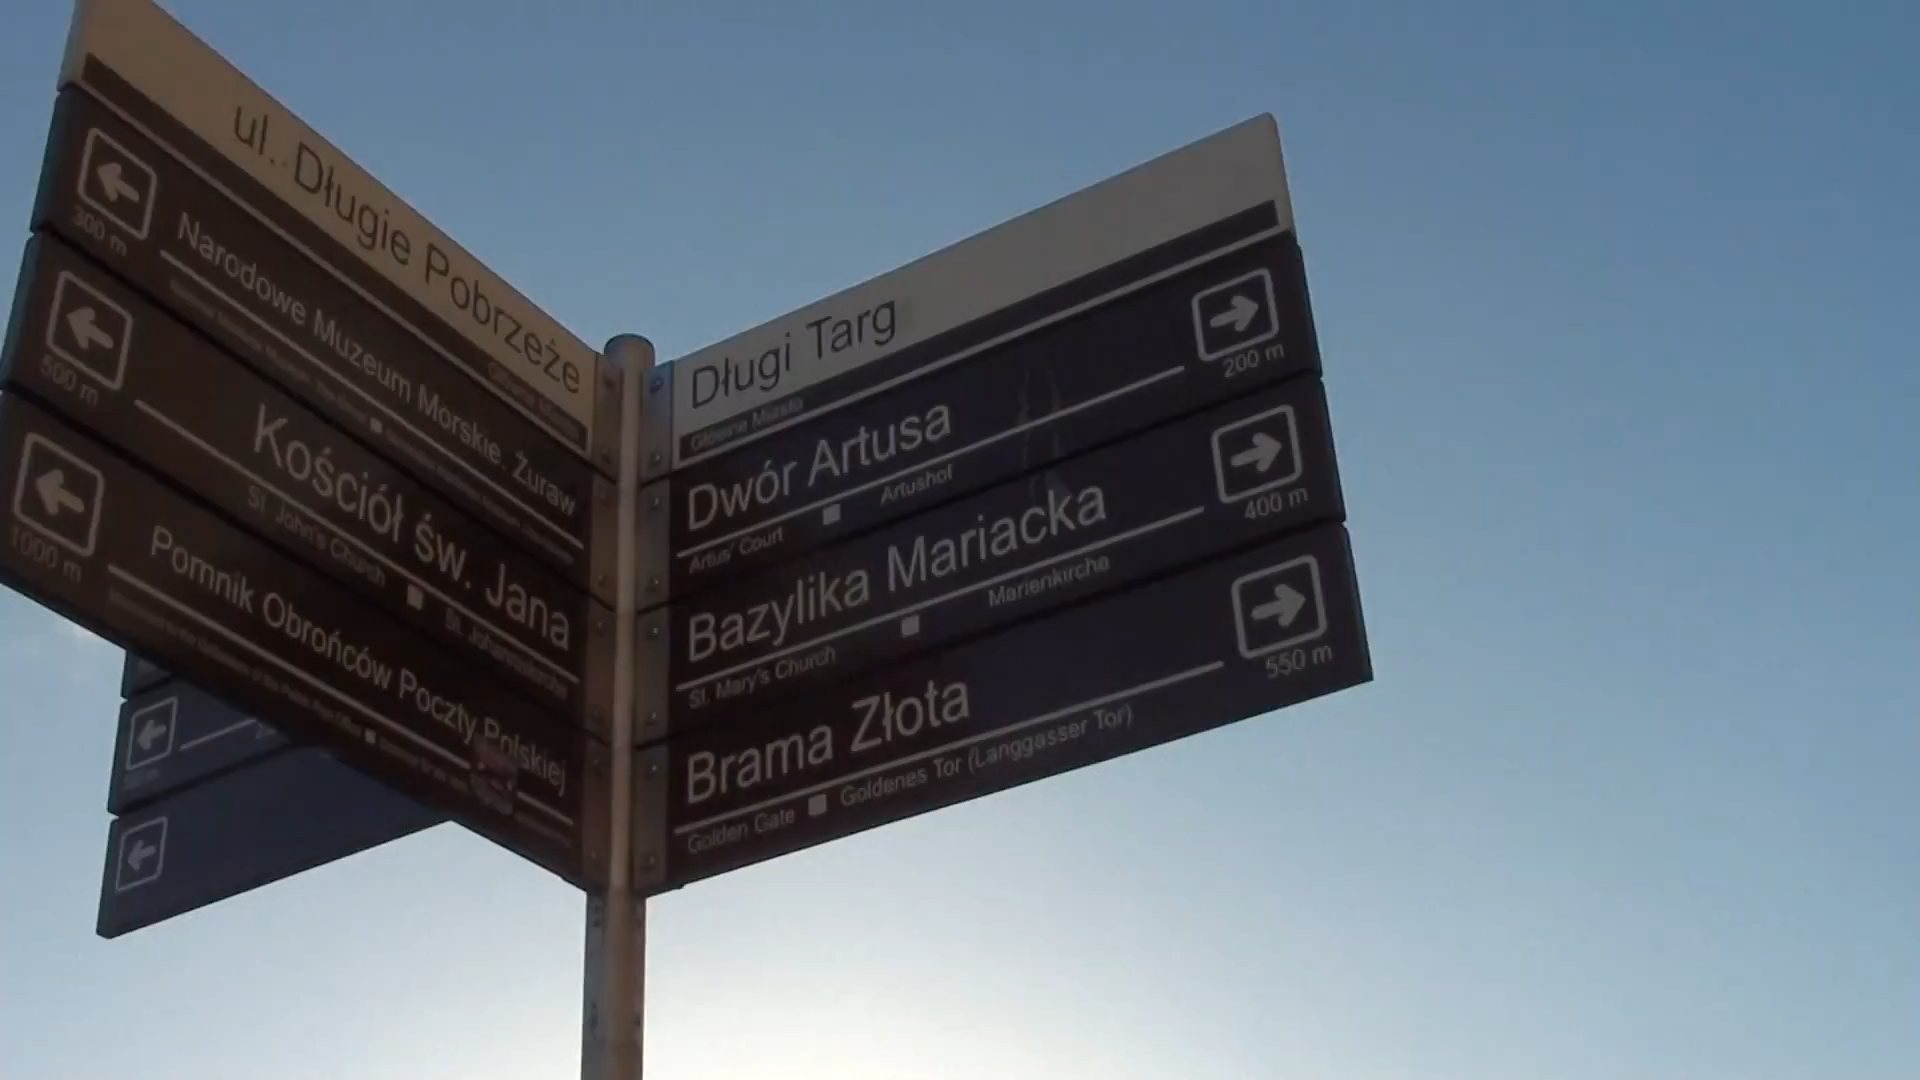 ul. Długie Pobrzeże
Główne Miasto
300 m
Narodowe Muzeum Morskie. Żuraw
500 m
Kościół św. Jana
St. John's Church
St. Johanniskirche
1000 m
Pomnik Obrońców Poczty Polskiej
Długi Targ
Główne Miasto
Dwór Artusa
200 m
Artus' Court
Artushof
Bazylika Mariacka
400 m
St. Mary's Church
Marienkirche
Brama Złota
550 m
Golden Gate
Goldenes Tor (Langgasser Tor)